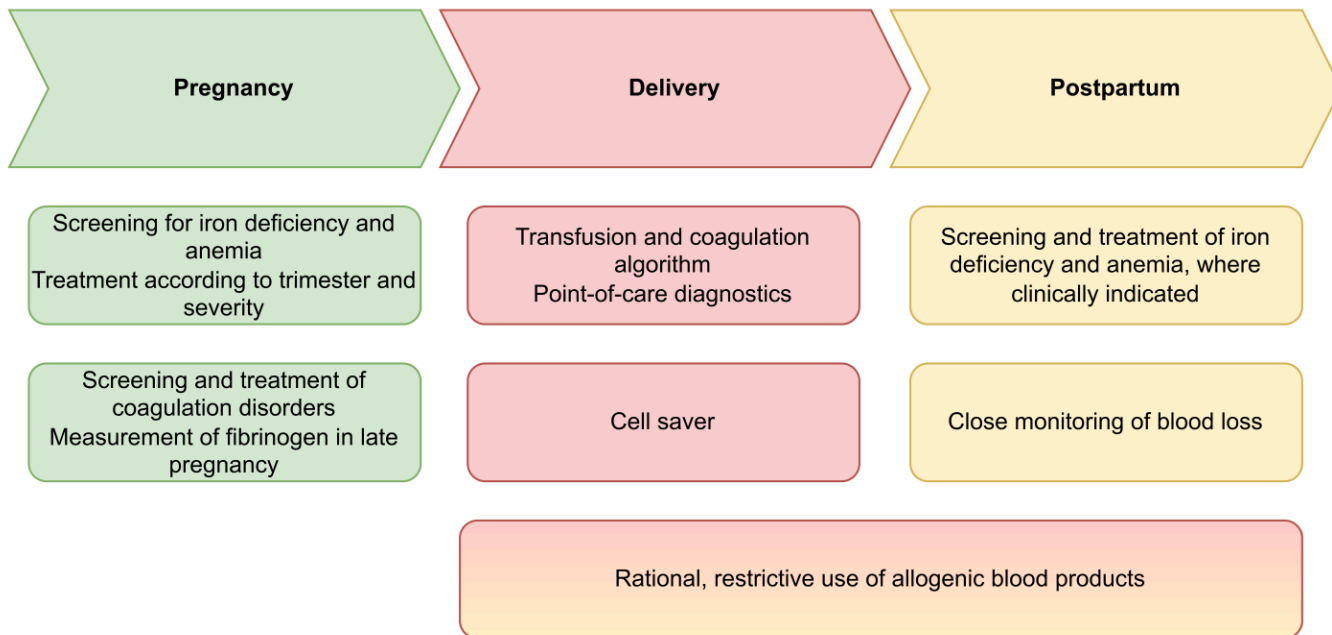 Pregnancy
Delivery
Postpartum
Screening for iron deficiency and
anemia
Treatment according to trimester and
severity
Transfusion and coagulation
algorithm
Point-of-care diagnostics
Screening and treatment of iron
deficiency and anemia, where
clinically indicated
Screening and treatment of
coagulation disorders
Measurement of fibrinogen in late
pregnancy
Cell saver
Close monitoring of blood loss
Rational, restrictive use of allogenic blood products